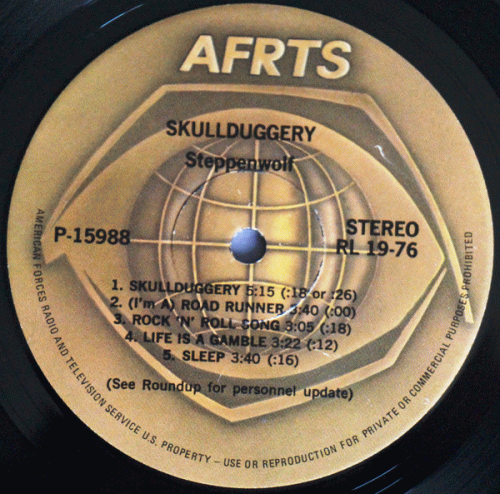 AFRTS
SKULLDUGGERY
Steppenwolf
P-15988
STEREO
RL 19-76
1. SKULLDUGGERY 5:15 (:18 or :26)
2. (I'm A) ROAD RUNNER 3:40 (:00)
3. ROCK 'N' ROLL SONG 3:05 (:18)
4. LIFE IS A GAMBLE 3:22 (:12)
5. SLEEP 3:40 (:16)
(See Roundup for personnel update)
AMERICAN FORCES RADIO AND TELEVISION SERVICE U.S. PROPERTY – USE OR REPRODUCTION FOR PRIVATE OR COMMERCIAL PURPOSES PROHIBITED